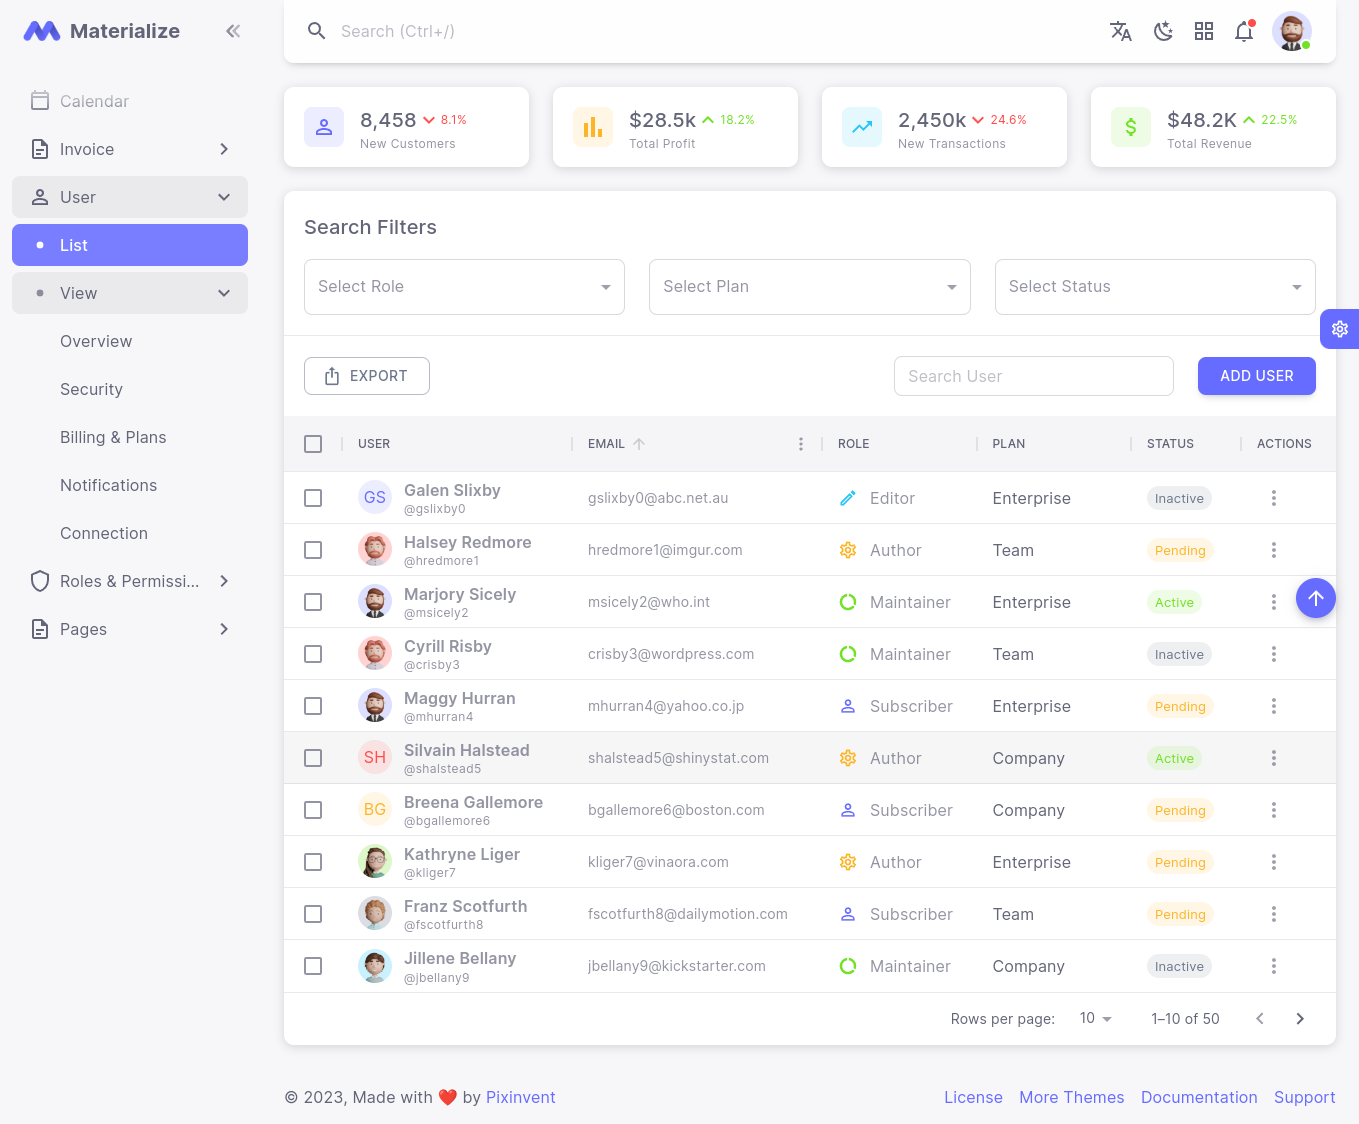 Materialize
Search (Ctrl+/)
Calendar
Invoice
User
List
View
Overview
Security
Billing & Plans
Notifications
Connection
Roles & Permissi...
Pages
8,458 8.1%
New Customers
$28.5k 18.2%
Total Profit
2,450k 24.6%
New Transactions
$48.2K 22.5%
Total Revenue
Search Filters
Select Role Select Plan Select Status
EXPORT Search User ADD USER
USER EMAIL ROLE PLAN STATUS ACTIONS
GS Galen Slixby gslixby0@abc.net.au Editor Enterprise Inactive
@gslixby0
Halsey Redmore hredmore1@imgur.com Author Team Pending
@hredmore1
Marjory Sicely msicely2@who.int Maintainer Enterprise Active
@msicely2
Cyrill Risby crisby3@wordpress.com Maintainer Team Inactive
@crisby3
Maggy Hurran mhurran4@yahoo.co.jp Subscriber Enterprise Pending
@mhurran4
SH Silvain Halstead shalstead5@shinystat.com Author Company Active
@shalstead5
BG Breena Gallemore bgallemore6@boston.com Subscriber Company Pending
@bgallemore6
Kathryne Liger kliger7@vinaora.com Author Enterprise Pending
@kliger7
Franz Scotfurth fscotfurth8@dailymotion.com Subscriber Team Pending
@fscotfurth8
Jillene Bellany jbellany9@kickstarter.com Maintainer Company Inactive
@jbellany9
Rows per page: 10 1–10 of 50
© 2023, Made with ❤️ by Pixinvent
License More Themes Documentation Support